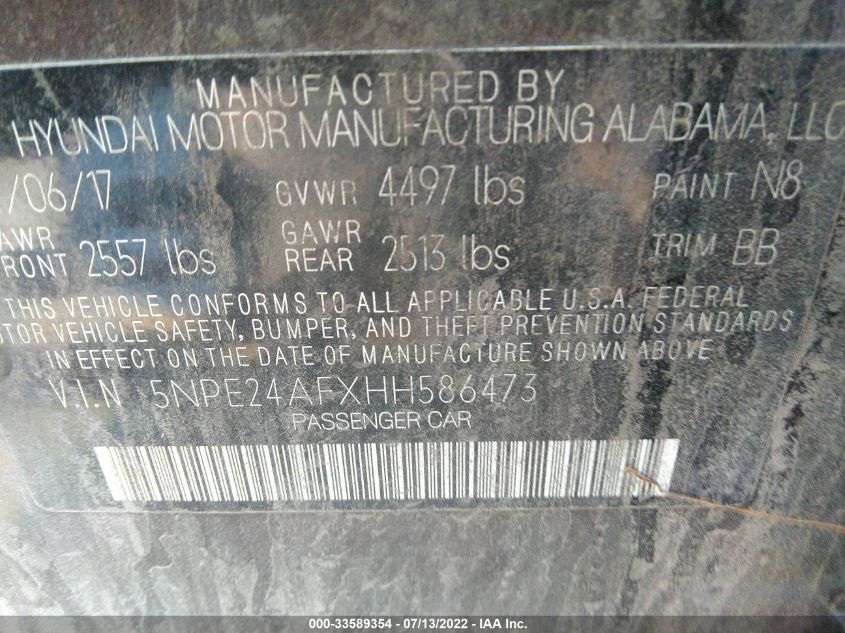 MANUFACTURED BY
HYUNDAI MOTOR MANUFACTURING ALABAMA, LLC
/06/17 GVWR 4497 lbs PAINT N8
AWR FRONT 2557 lbs GAWR REAR 2513 lbs TRIM BB
THIS VEHICLE CONFORMS TO ALL APPLICABLE U.S.A. FEDERAL
MOTOR VEHICLE SAFETY, BUMPER, AND THEFT PREVENTION STANDARDS
IN EFFECT ON THE DATE OF MANUFACTURE SHOWN ABOVE
V.I.N 5NPE24AFXHH586473
PASSENGER CAR
000-33589354 - 07/13/2022 - IAA Inc.